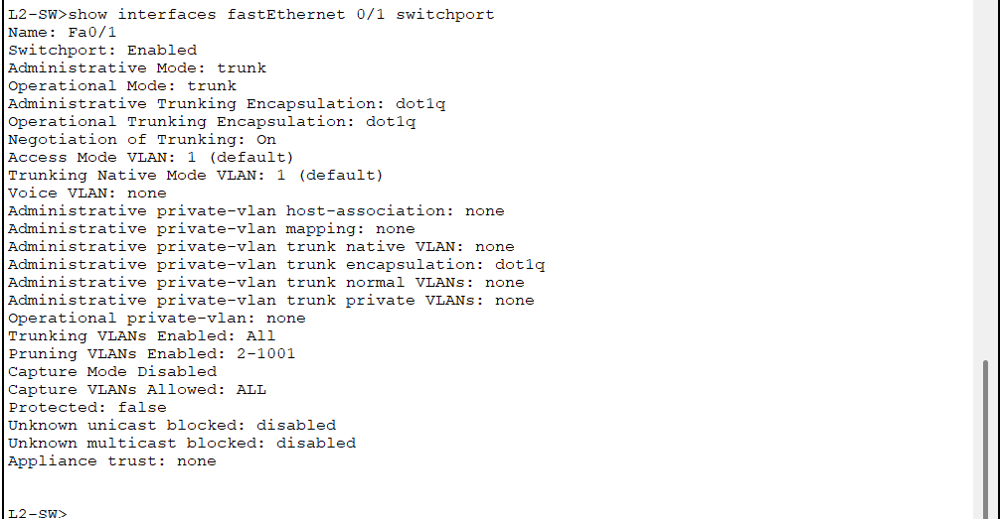 L2-SW>show interfaces fastEthernet 0/1 switchport
Name: Fa0/1
Switchport: Enabled
Administrative Mode: trunk
Operational Mode: trunk
Administrative Trunking Encapsulation: dot1q
Operational Trunking Encapsulation: dot1q
Negotiation of Trunking: On
Access Mode VLAN: 1 (default)
Trunking Native Mode VLAN: 1 (default)
Voice VLAN: none
Administrative private-vlan host-association: none
Administrative private-vlan mapping: none
Administrative private-vlan trunk native VLAN: none
Administrative private-vlan trunk encapsulation: dot1q
Administrative private-vlan trunk normal VLANs: none
Administrative private-vlan trunk private VLANs: none
Operational private-vlan: none
Trunking VLANs Enabled: All
Pruning VLANs Enabled: 2-1001
Capture Mode Disabled
Capture VLANs Allowed: ALL
Protected: false
Unknown unicast blocked: disabled
Unknown multicast blocked: disabled
Appliance trust: none
L2-SW>